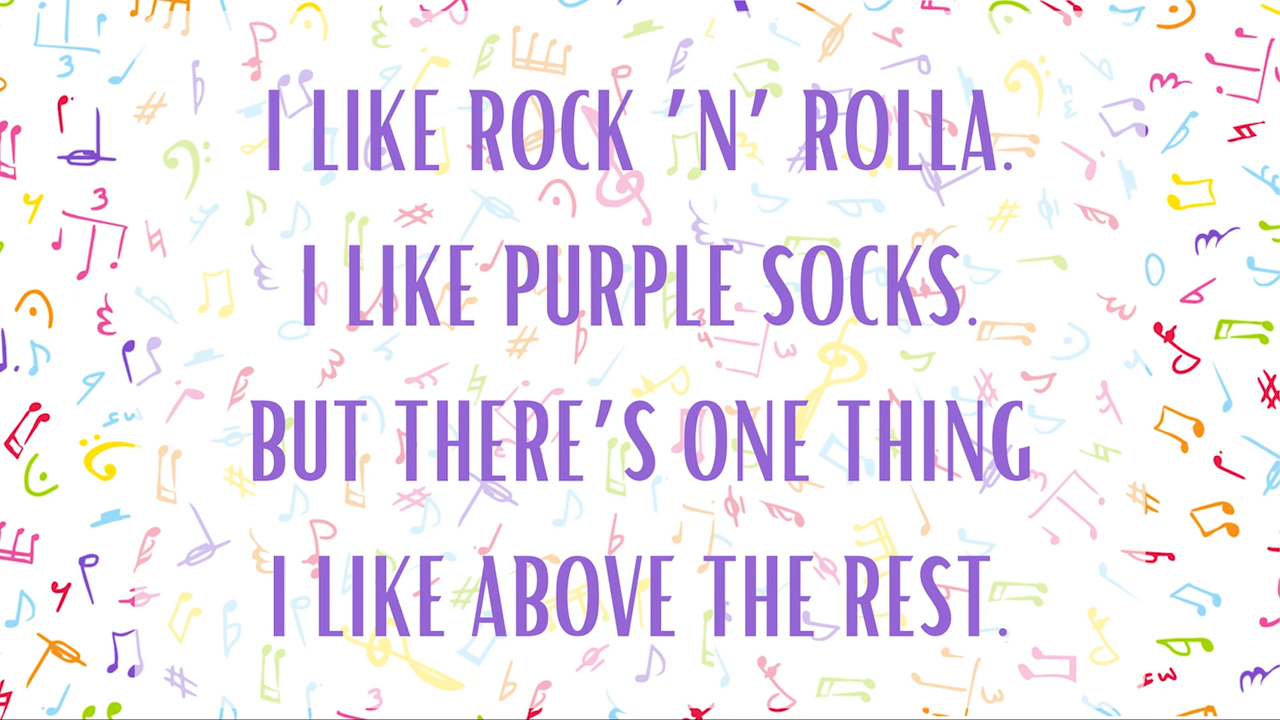 I LIKE ROCK ’N’ ROLLA.
I LIKE PURPLE SOCKS.
BUT THERE’S ONE THING
I LIKE ABOVE THE REST.